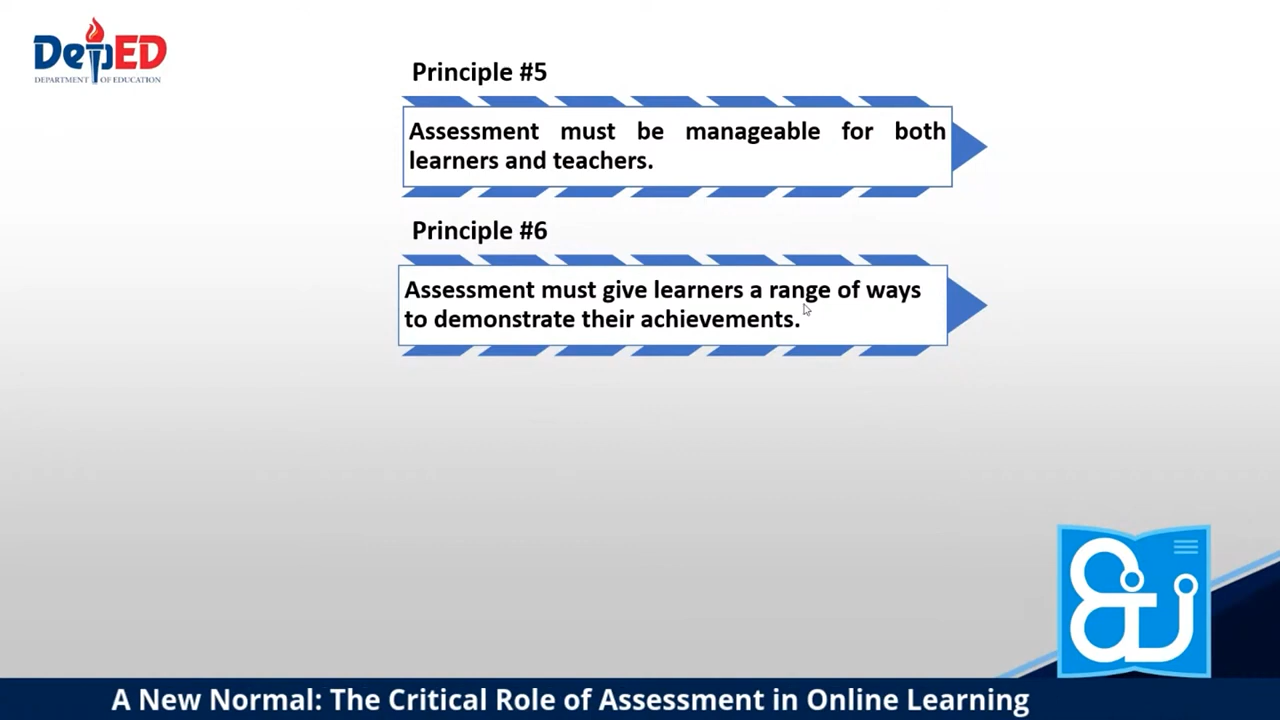 DepED
DEPARTMENT OF EDUCATION
Principle #5
Assessment must be manageable for both
learners and teachers.
Principle #6
Assessment must give learners a range of ways
to demonstrate their achievements.
A New Normal: The Critical Role of Assessment in Online Learning